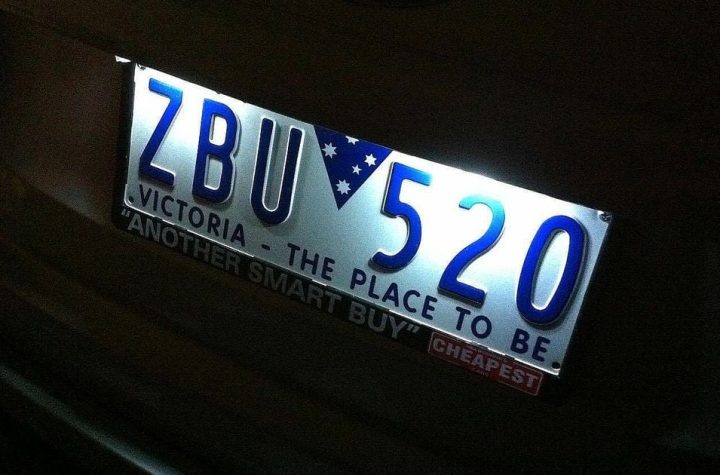 ZBU 520
VICTORIA - THE PLACE TO BE
"ANOTHER SMART BUY"
CHEAPEST